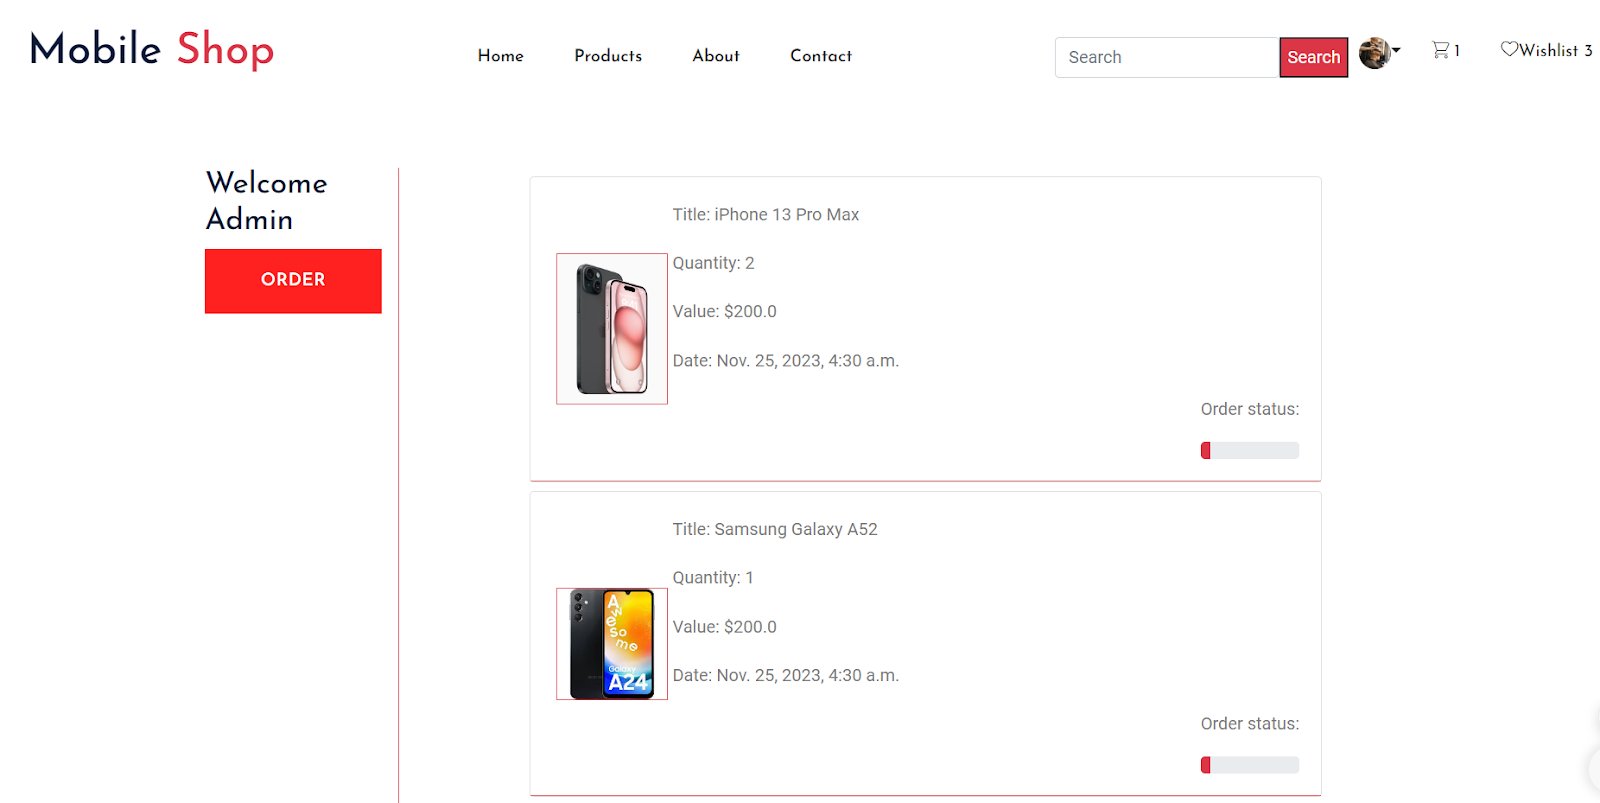 Mobile Shop
Home Products About Contact
Search Search
1
Wishlist 3
Welcome
Admin
ORDER
Title: iPhone 13 Pro Max
Quantity: 2
Value: $200.0
Date: Nov. 25, 2023, 4:30 a.m.
Order status:
Title: Samsung Galaxy A52
Quantity: 1
Value: $200.0
Date: Nov. 25, 2023, 4:30 a.m.
Awesome
Galaxy
A24
Order status: